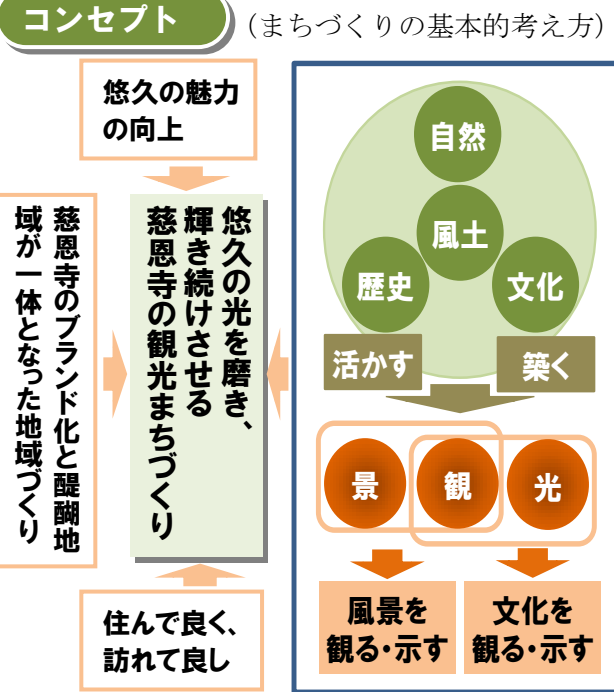 コンセプト
(まちづくりの基本的考え方)
悠久の魅力
の向上
慈恩寺のブランド化と醍醐地
域が一体となった地域づくり
悠久の光を磨き、
輝き続けさせる
慈恩寺の観光まちづくり
住んで良く、
訪れて良し
自然
風土
歴史
文化
活かす
築く
景
観
光
風景を
観る・示す
文化を
観る・示す